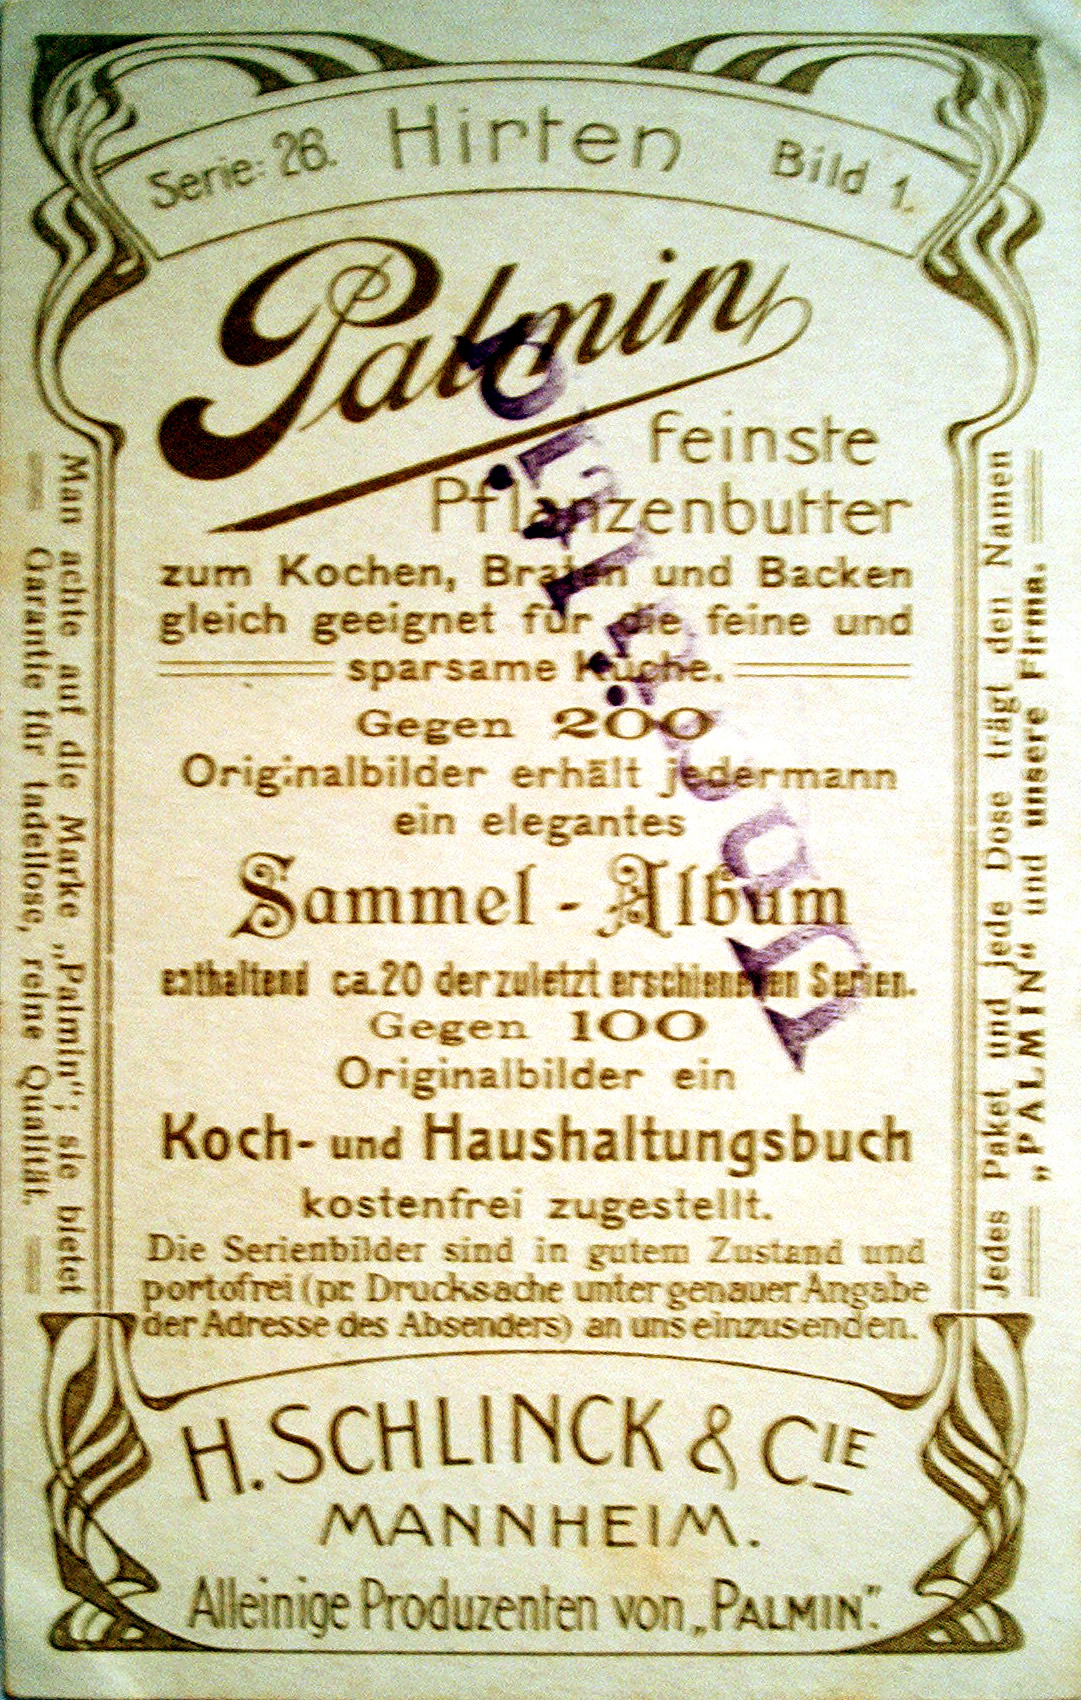 Serie: 26. Hirten Bild 1.
Palmin
feinste
Pflanzenbutter
zum Kochen, Braten und Backen
gleich geeignet für die feine und
sparsame Küche.
Gegen 200
Originalbilder erhält jedermann
ein elegantes
Sammel-Album
enthaltend ca. 20 der zuletzt erschienenen Serien.
Gegen 100
Originalbilder ein
Koch- und Haushaltungsbuch
kostenfrei zugestellt.
Die Serienbilder sind in gutem Zustand und
portofrei (pr. Drucksache unter genauer Angabe
der Adresse des Absenders) an uns einzusenden.
H. SCHLINCK & CIE
MANNHEIM.
Alleinige Produzenten von „PALMIN".
Man achte auf die Marke „Palmin"; sie bietet
Garantie für tadellose, reine Qualität.
Jedes Paket und jede Dose trägt den Namen
„PALMIN" und unsere Firma.